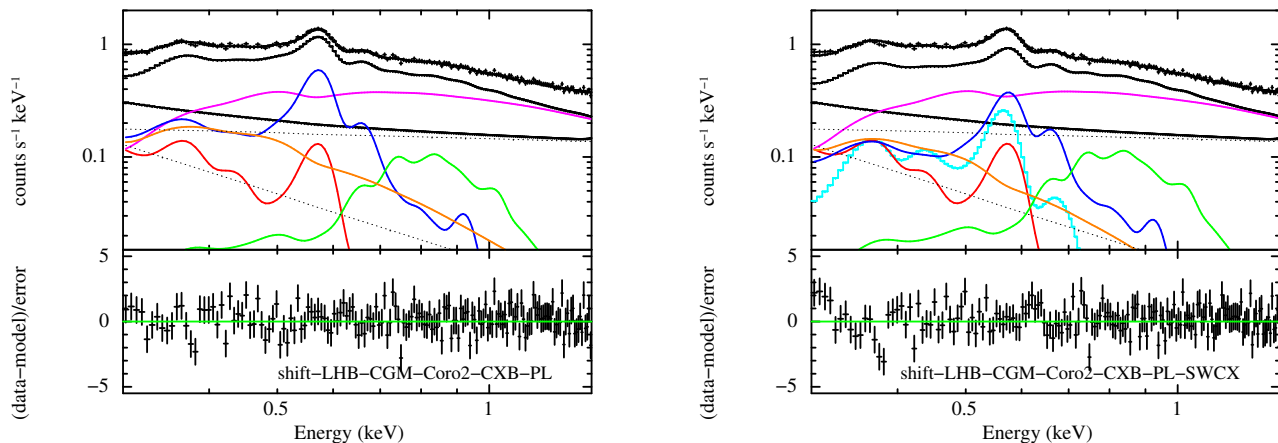 counts s−1 keV−1
1
0.1
(data−model)/error
5
0
−5
shift−LHB−CGM−Coro2−CXB−PL
0.5
1
Energy (keV)
counts s−1 keV−1
1
0.1
(data−model)/error
5
0
−5
shift−LHB−CGM−Coro2−CXB−PL−SWCX
0.5
1
Energy (keV)